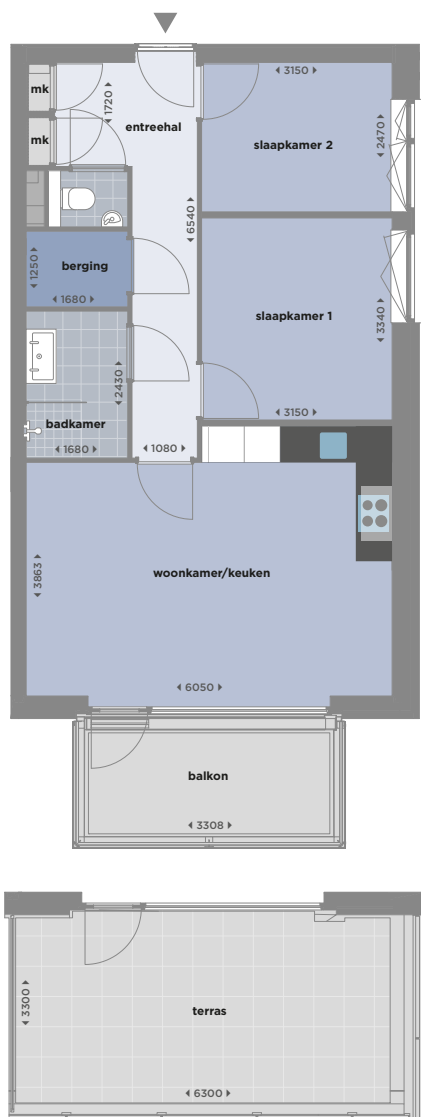 mk
1720
entreehal
3150
2470
slaapkamer 2
mk
6540
berging
1250
1680
slaapkamer 1
3340
3150
2430
badkamer
1680
1080
woonkamer/keuken
3863
6050
balkon
3308
3300
terras
6300